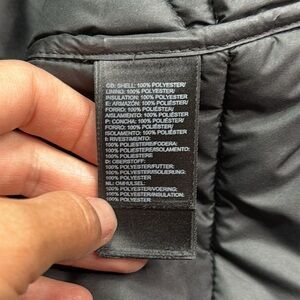 GB: SHELL: 100% POLYESTER/
LINING: 100% POLYESTER/
INSULATION: 100% POLYESTER
E: ARMAZÓN: 100% POLIÉSTER/
FORRO: 100% POLIÉSTER/
AISLAMIENTO: 100% POLIÉSTER
P: CONCHA: 100% POLIÉSTER/
FORRO: 100% POLIÉSTER/
ISOLAMENTO: 100% POLIÉSTER
I: RIVESTIMENTO:
100% POLIESTERE/FODERA:
100% POLIESTERE/ISOLAMENTO:
100% POLIESTERE
D: OBERSTOFF:
100% POLYESTER/FUTTER:
100% POLYESTER/ISOLIERUNG:
100% POLYESTER
NL: OMHULSEL:
100% POLYESTER/VOERING:
100% POLYESTER/INSULATION:
100% POLYESTER